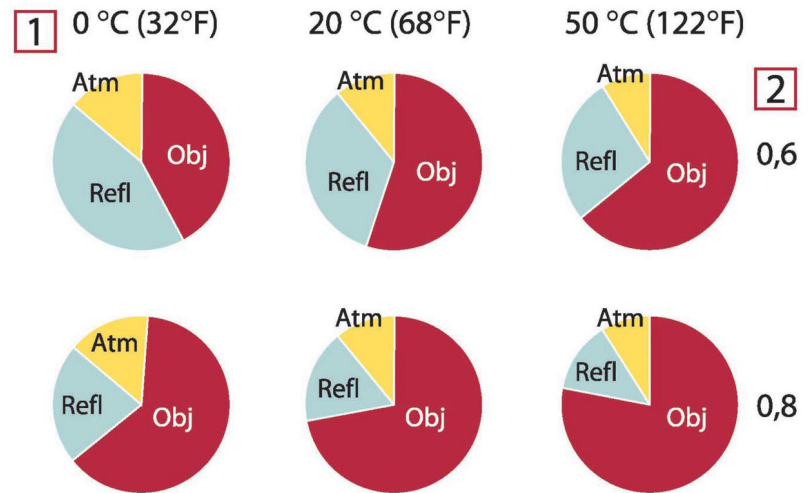 1 0 °C (32°F) 20 °C (68°F) 50 °C (122°F)
2
Atm Atm Atm
Obj Obj Obj
Refl Refl Refl
0,6
Atm Atm Atm
Refl Refl Refl
Obj Obj Obj
0,8